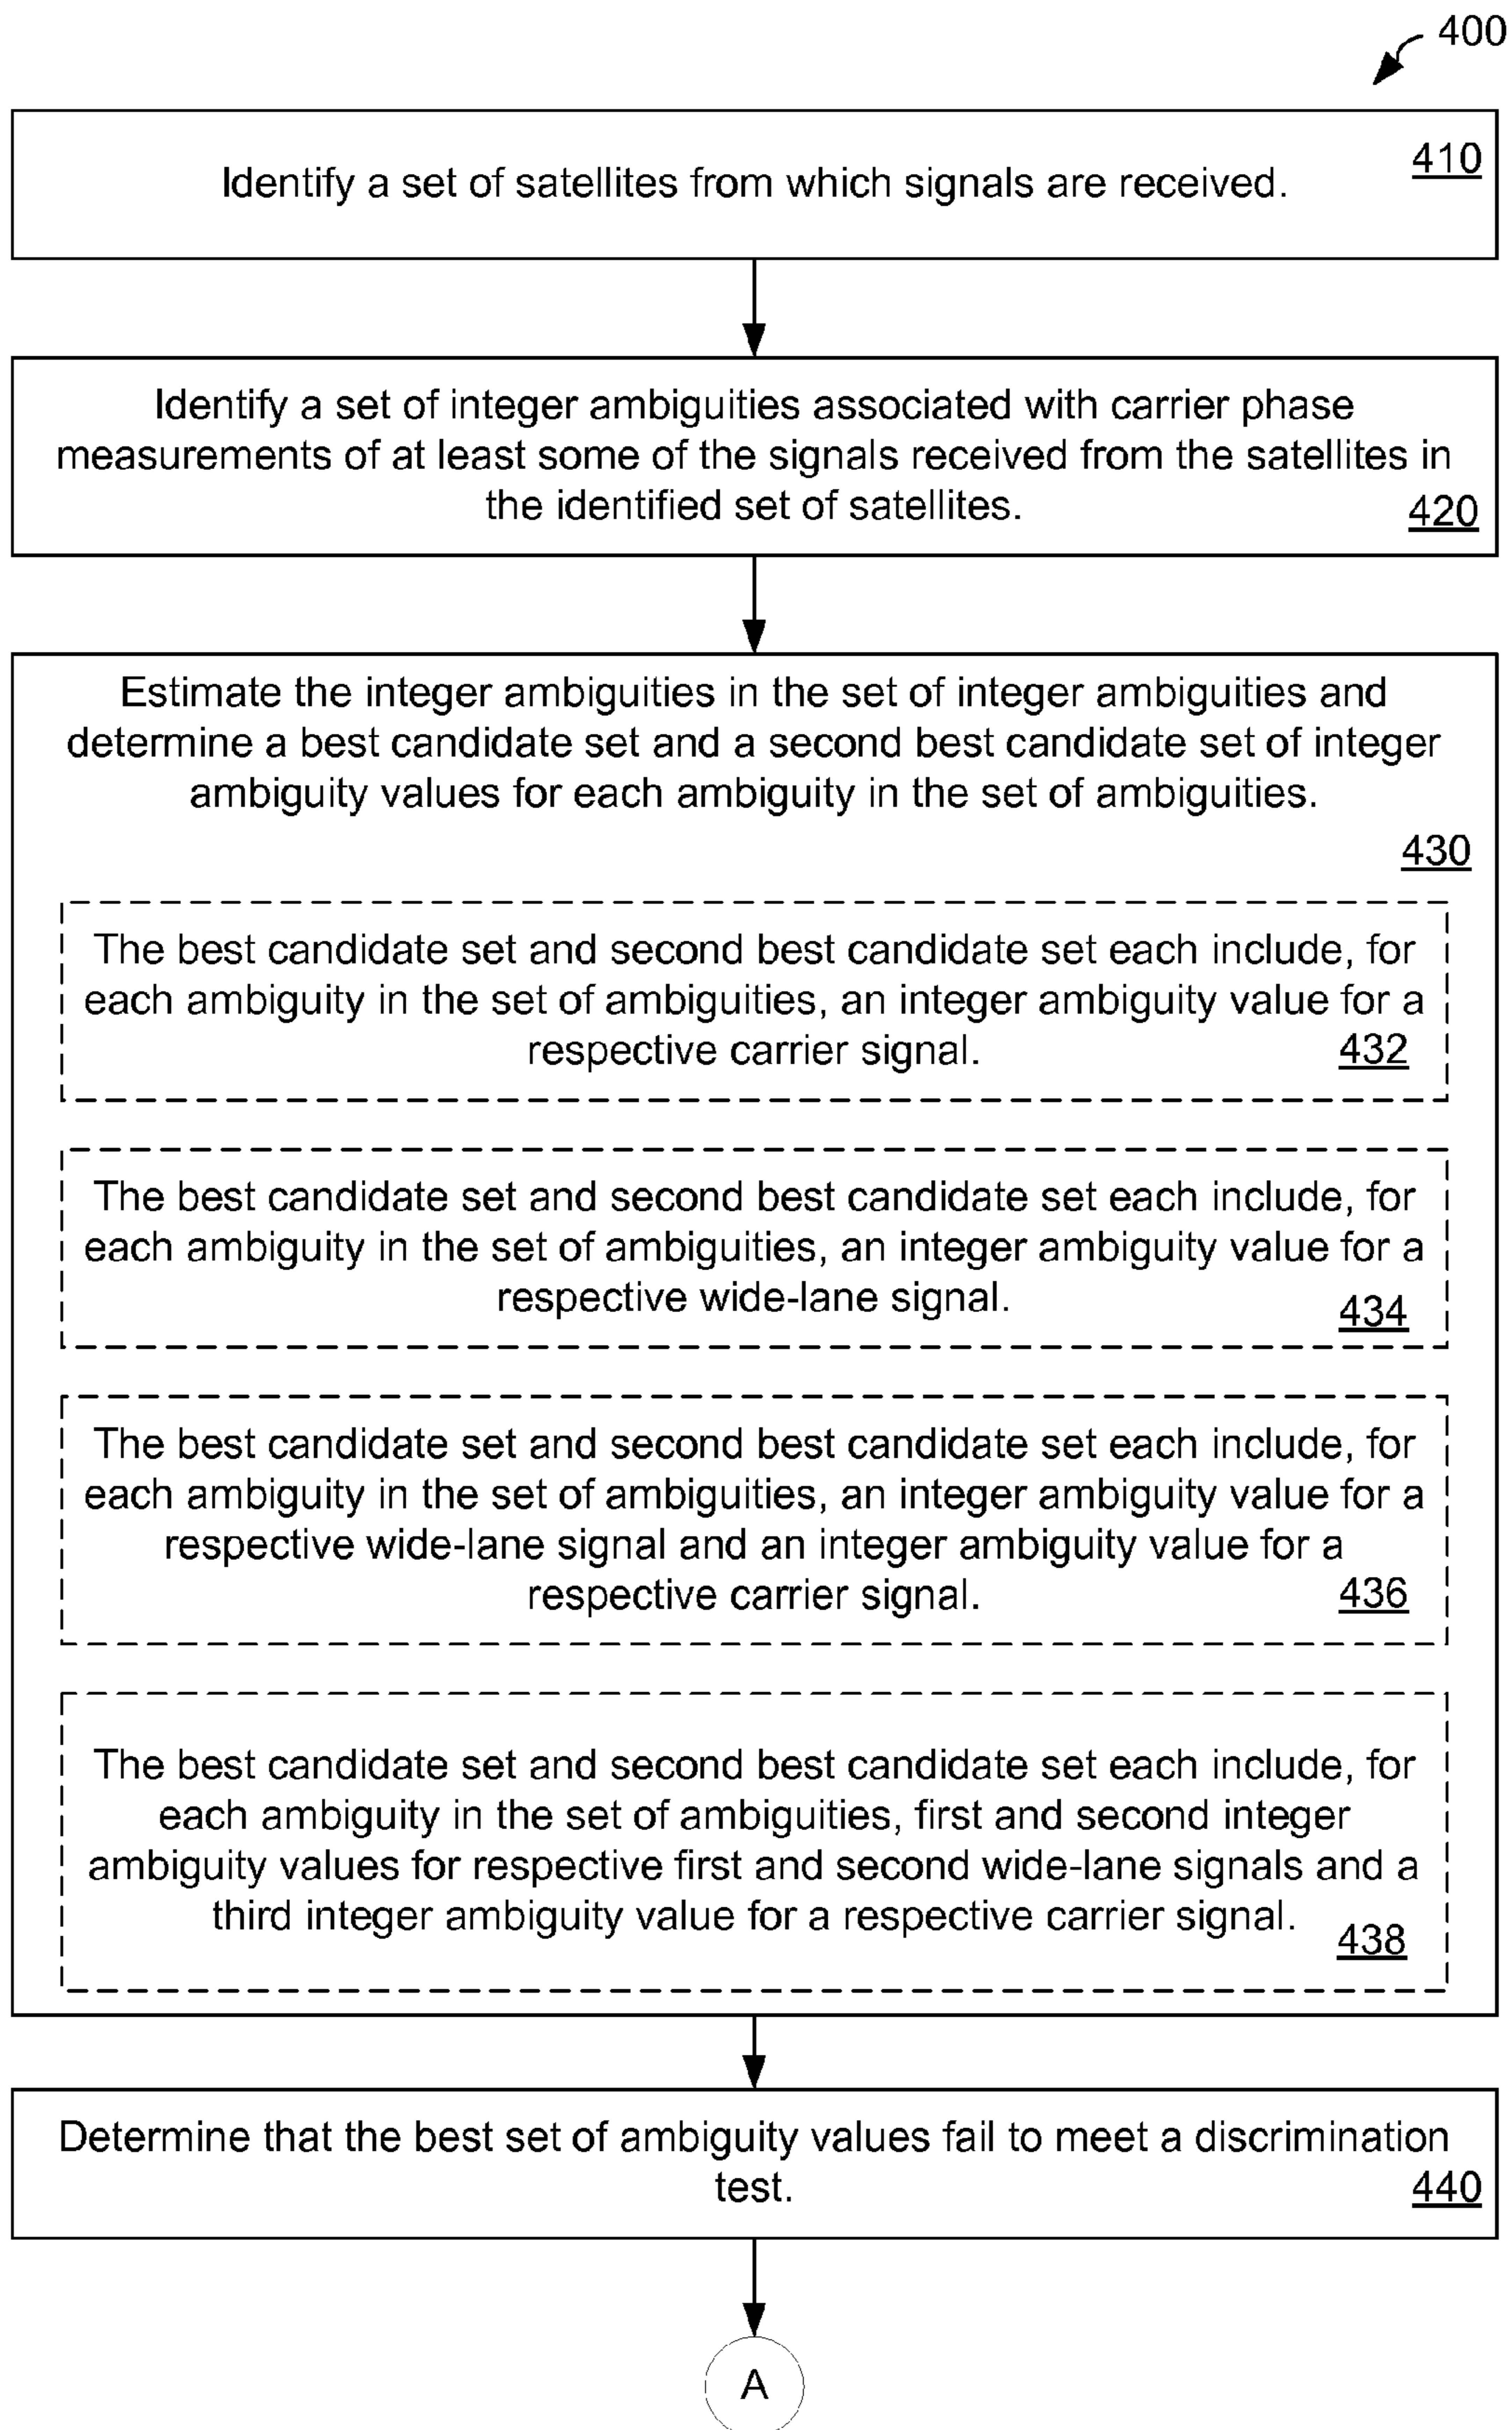 400
Identify a set of satellites from which signals are received.
410
Identify a set of integer ambiguities associated with carrier phase
measurements of at least some of the signals received from the satellites in
the identified set of satellites.
420
Estimate the integer ambiguities in the set of integer ambiguities and
determine a best candidate set and a second best candidate set of integer
ambiguity values for each ambiguity in the set of ambiguities.
430
The best candidate set and second best candidate set each include, for
each ambiguity in the set of ambiguities, an integer ambiguity value for a
respective carrier signal.
432
The best candidate set and second best candidate set each include, for
each ambiguity in the set of ambiguities, an integer ambiguity value for a
respective wide-lane signal.
434
The best candidate set and second best candidate set each include, for
each ambiguity in the set of ambiguities, an integer ambiguity value for a
respective wide-lane signal and an integer ambiguity value for a
respective carrier signal.
436
The best candidate set and second best candidate set each include, for
each ambiguity in the set of ambiguities, first and second integer
ambiguity values for respective first and second wide-lane signals and a
third integer ambiguity value for a respective carrier signal.
438
Determine that the best set of ambiguity values fail to meet a discrimination
test.
440
A